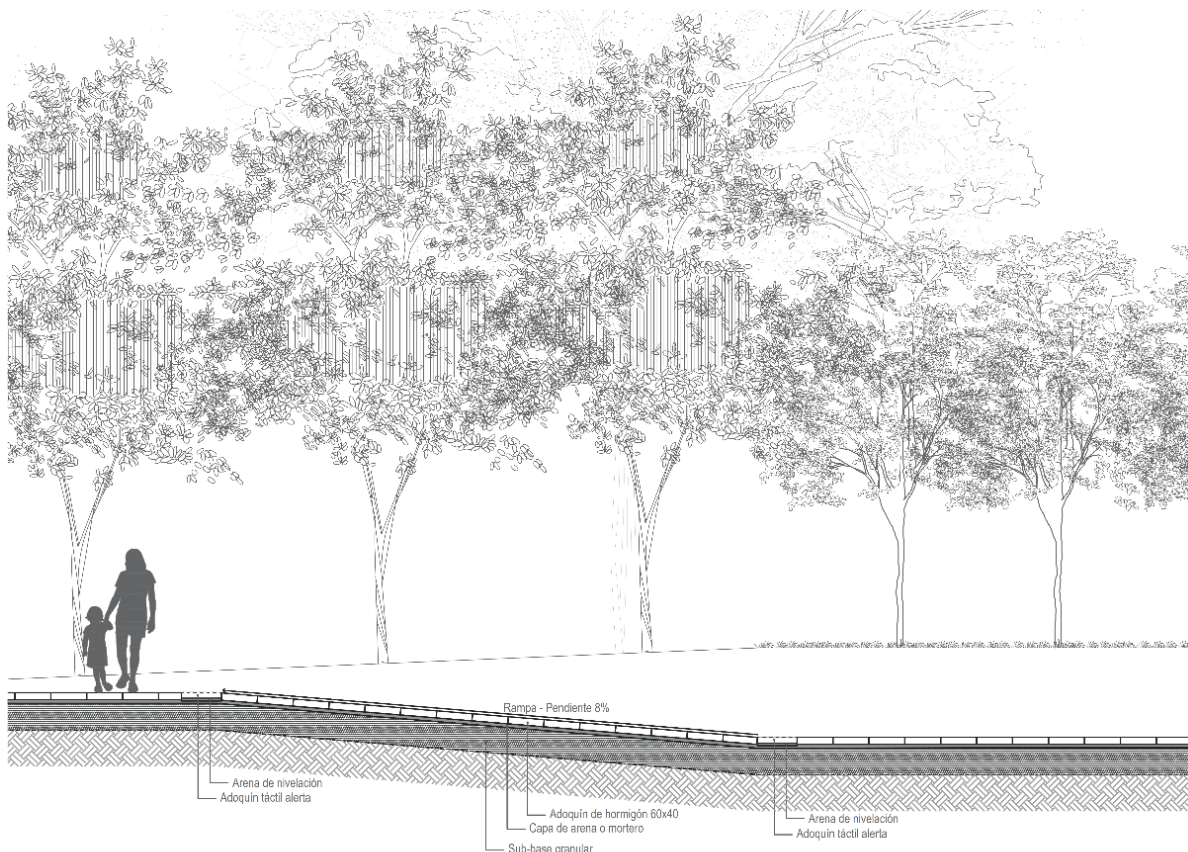 Rampa - Pendiente 8%
Arena de nivelación
Adoquín táctil alerta
Adoquín de hormigón 60x40
Capa de arena o mortero
Sub-base granular
Arena de nivelación
Adoquín táctil alerta